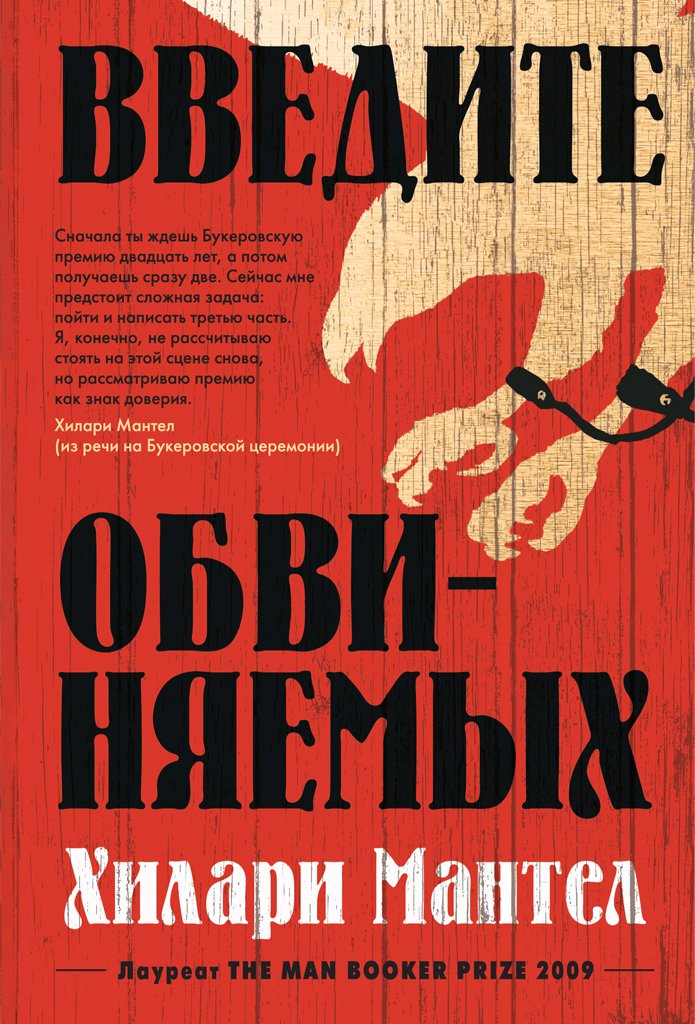 ВВЕДИТЕ
Сначала ты ждешь Букеровскую
премию двадцать лет, а потом
получаешь сразу две. Сейчас мне
предстоит сложная задача:
пойти и написать третью часть.
Я, конечно, не рассчитываю
стоять на этой сцене снова,
но рассматриваю премию
как знак доверия.
Хилари Мантел
(из речи на Букеровской церемонии)
ОБВИ-
НЯЕМЫХ
Хилари Мантел
Лауреат THE MAN BOOKER PRIZE 2009